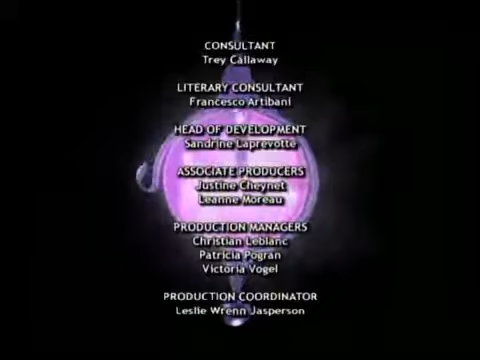 CONSULTANT
Trey Callaway
LITERARY CONSULTANT
Francesco Artibani
HEAD OF DEVELOPMENT
Sandrine Laprevotte
ASSOCIATE PRODUCERS
Justine Cheynet
Leanne Moreau
PRODUCTION MANAGERS
Christian Leblanc
Patricia Pogran
Victoria Vogel
PRODUCTION COORDINATOR
Leslie Wrenn Jasperson